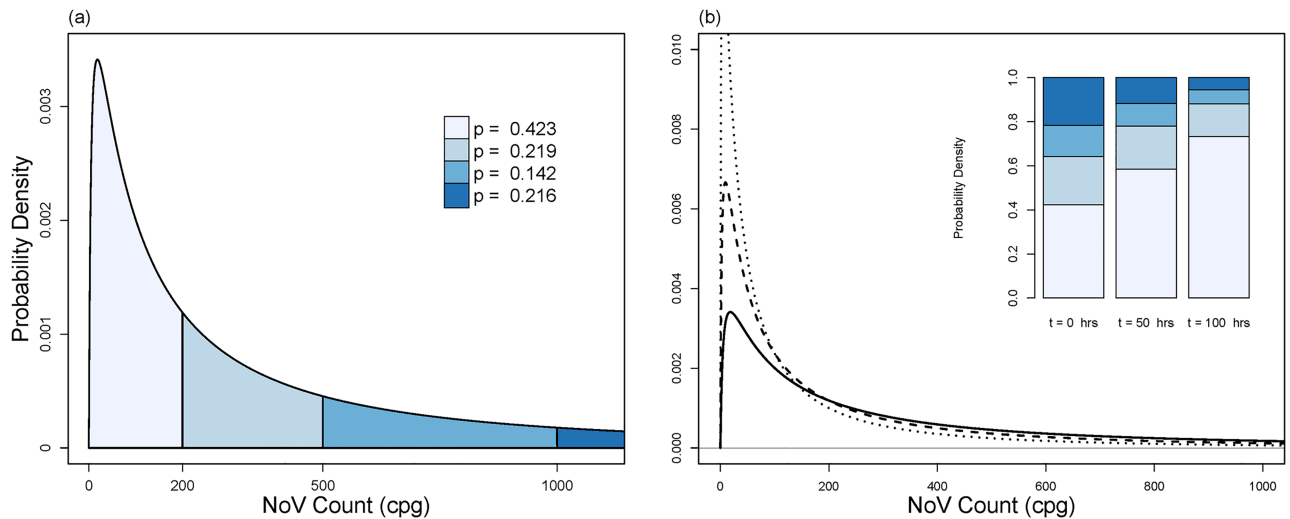 (a)
Probability Density
0.003
0.002
0.001
0
p = 0.423
p = 0.219
p = 0.142
p = 0.216
0 200 500 1000
NoV Count (cpg)
(b)
0.010
0.008
0.006
0.004
0.002
0.000
Probability Density
1.0
0.8
0.6
0.4
0.2
0.0
t = 0 hrs t = 50 hrs t = 100 hrs
0 200 400 600 800 1000
NoV Count (cpg)